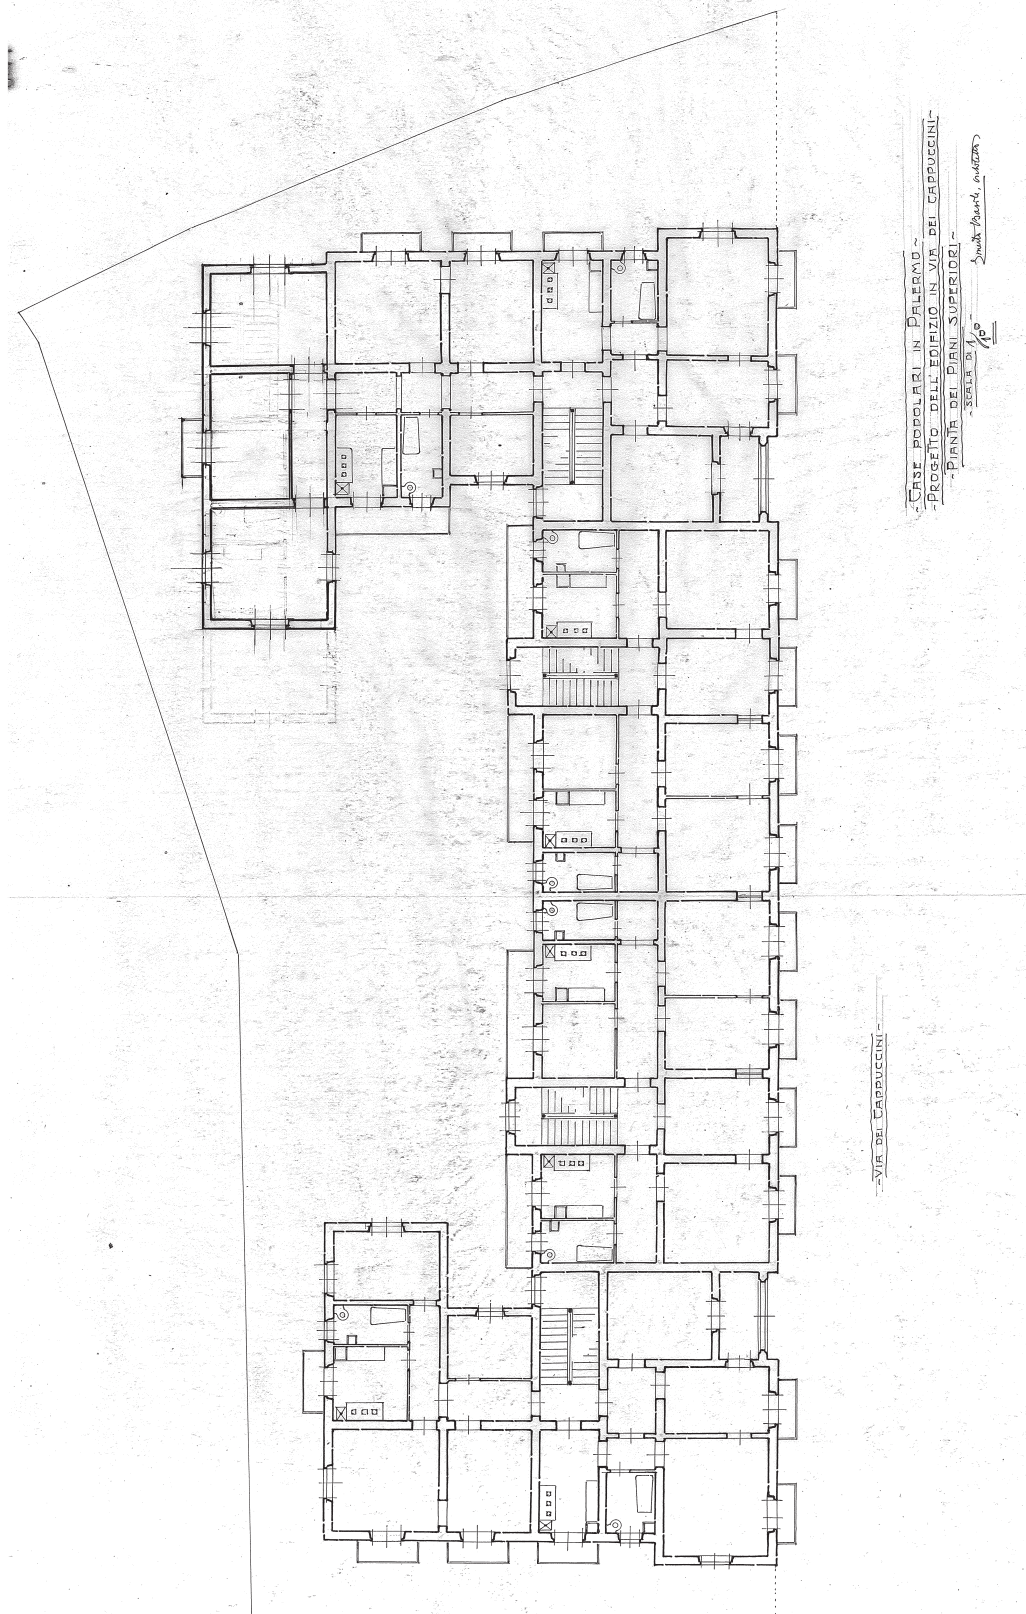 ~CASE POPOLARI IN PALERMO~
~PROGETTO DELL' EDIFIZIO IN VIA DEI CAPPUCCINI~
~PIANTA DEI PIANI SUPERIORI~
~SCALA DI 1/100~
~VIA DEI CAPPUCCINI~